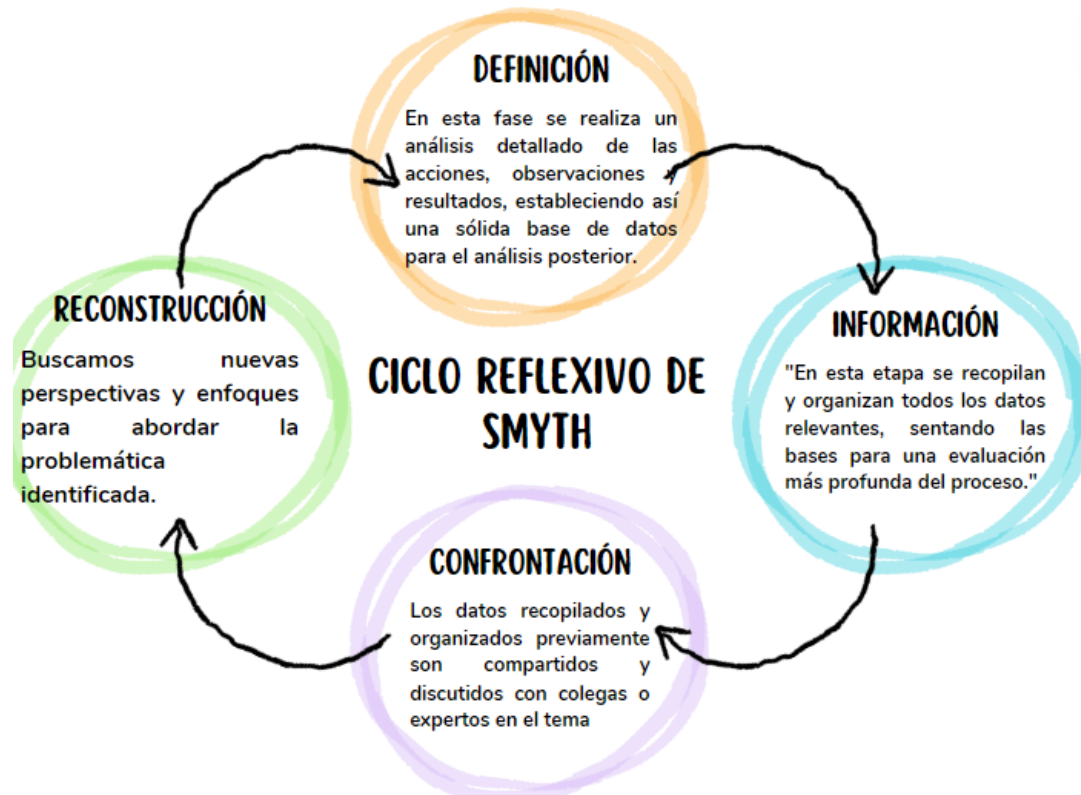 DEFINICIÓN
En esta fase se realiza un
análisis detallado de las
acciones, observaciones y
resultados, estableciendo así
una sólida base de datos
para el análisis posterior.
RECONSTRUCCIÓN
Buscamos nuevas
perspectivas y enfoques
para abordar la
problemática
identificada.
CICLO REFLEXIVO DE
SMYTH
INFORMACIÓN
"En esta etapa se recopilan
y organizan todos los datos
relevantes, sentando las
bases para una evaluación
más profunda del proceso."
CONFRONTACIÓN
Los datos recopilados y
organizados previamente
son compartidos y
discutidos con colegas o
expertos en el tema